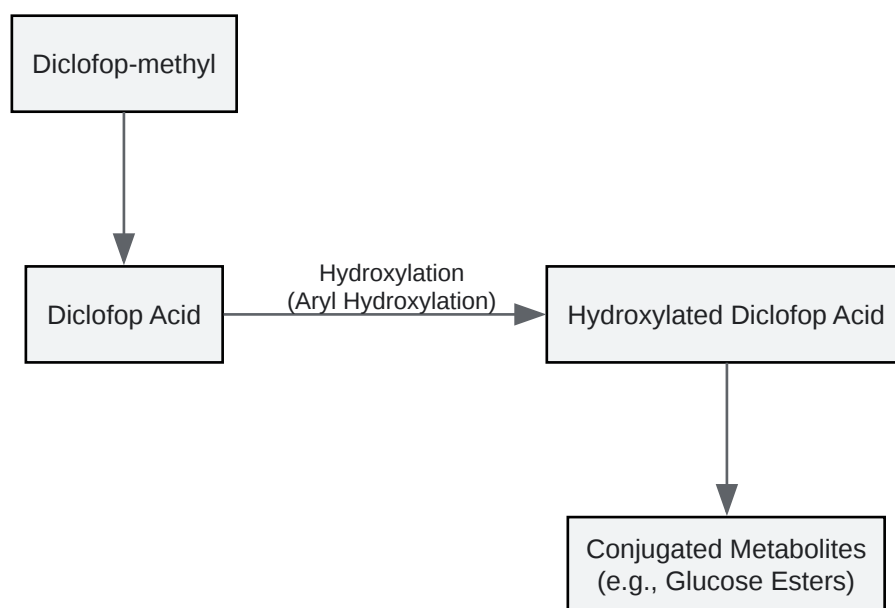 Diclofop-methyl
Diclofop Acid
Hydroxylation
(Aryl Hydroxylation)
Hydroxylated Diclofop Acid
Conjugated Metabolites
(e.g., Glucose Esters)